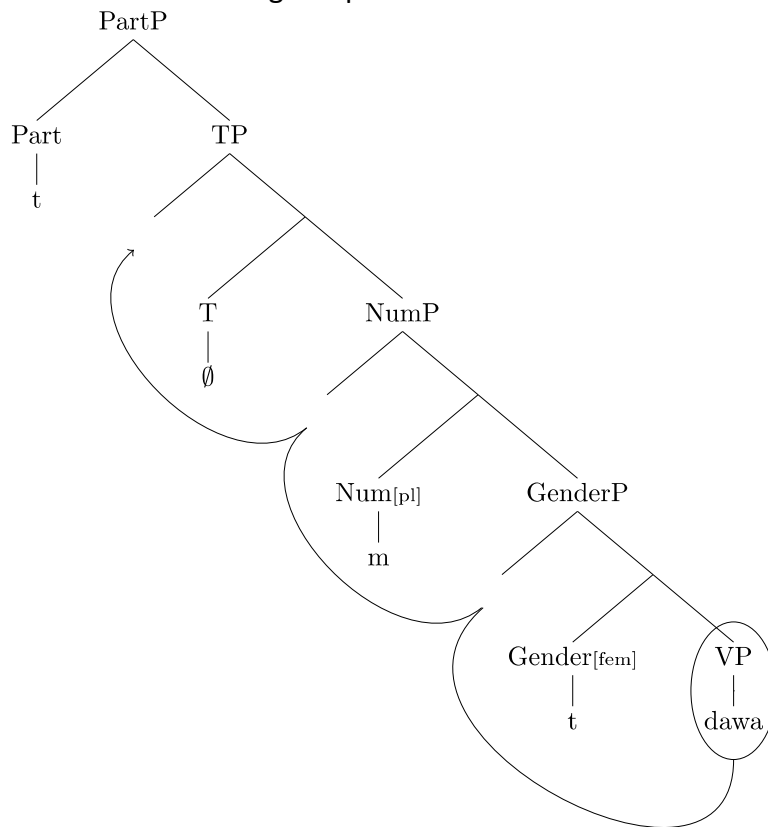 PartP
Part TP
t
T NumP
∅
Num[pl] GenderP
m
Gender[fem] VP
t dawa